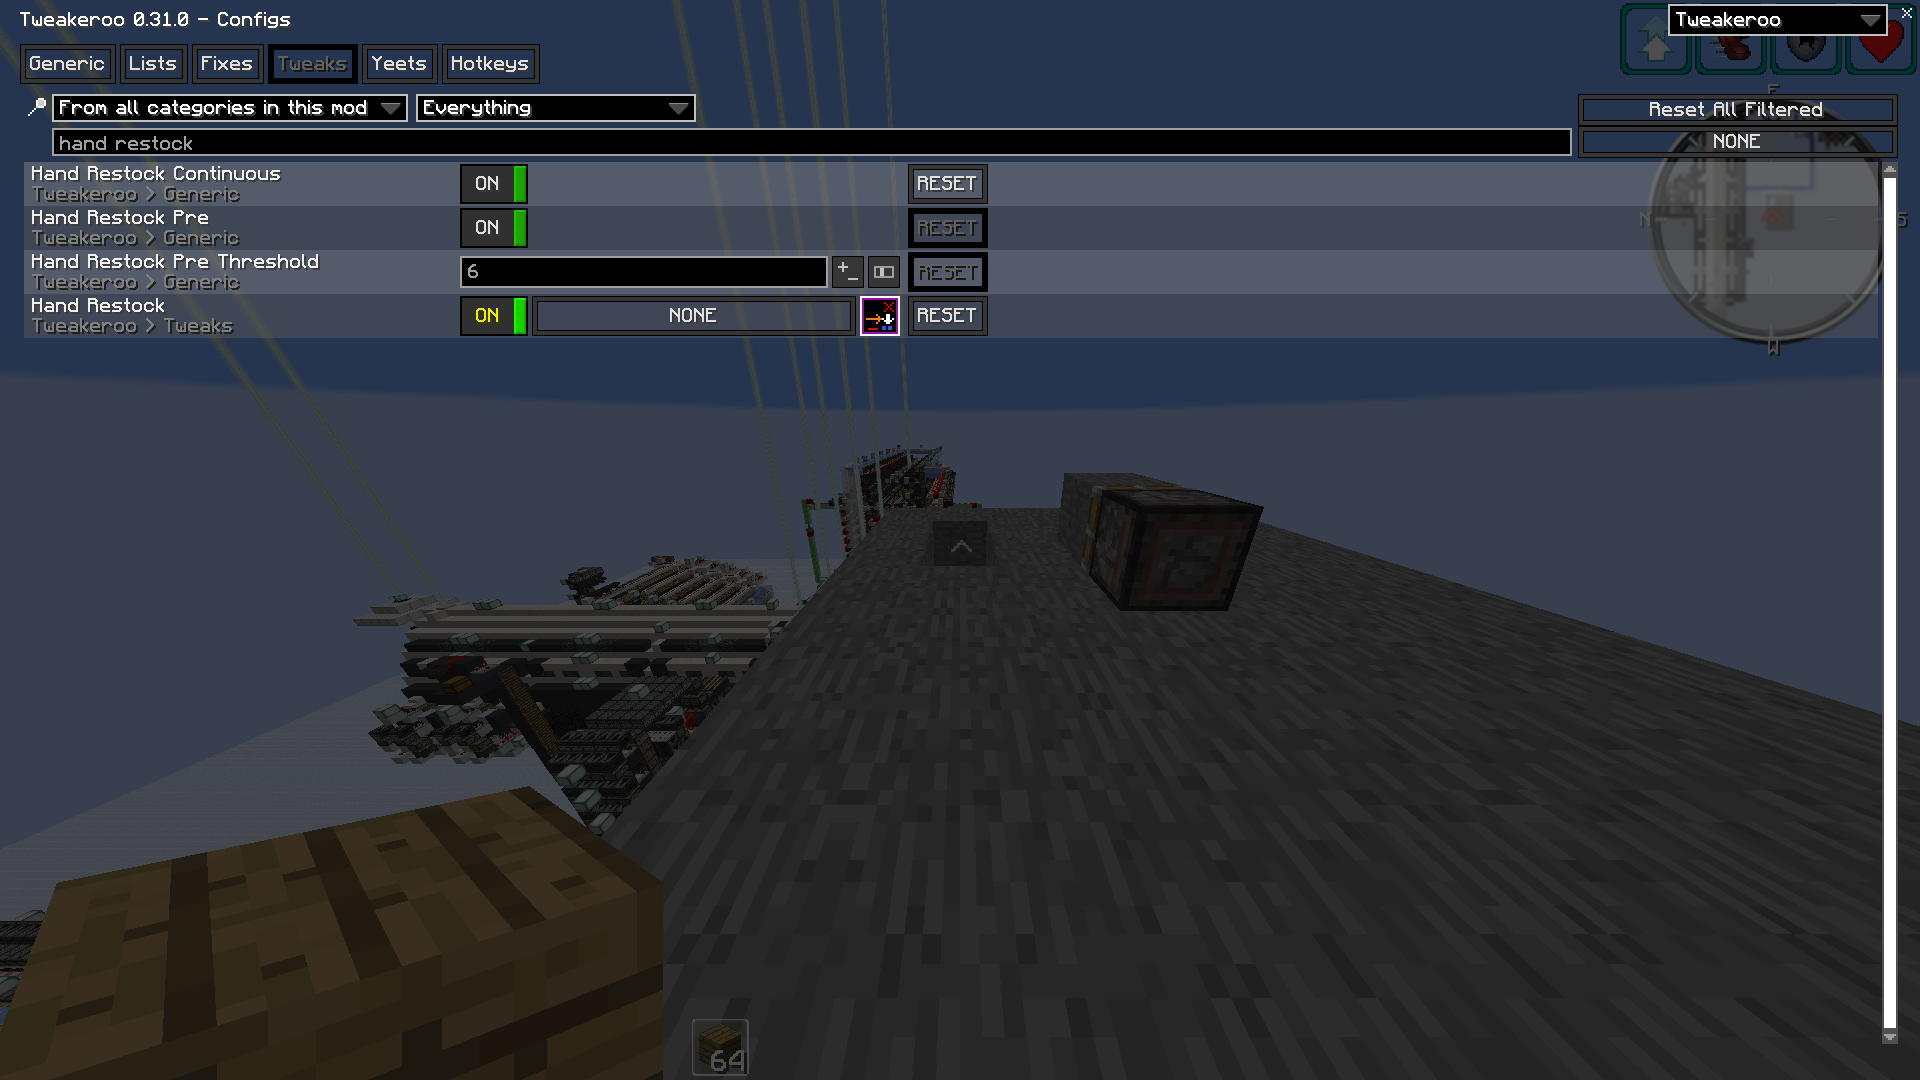 Tweakeroo 0.31.0 - Configs
Tweakeroo
Generic Lists Fixes Tweaks Yeets Hotkeys
From all categories in this mod Everything
Reset All Filtered
hand restock
NONE
Hand Restock Continuous
Tweakeroo > Generic
ON RESET
Hand Restock Pre
Tweakeroo > Generic
ON RESET
Hand Restock Pre Threshold
Tweakeroo > Generic
6 RESET
Hand Restock
Tweakeroo > Tweaks
ON NONE RESET
N
S
W
64